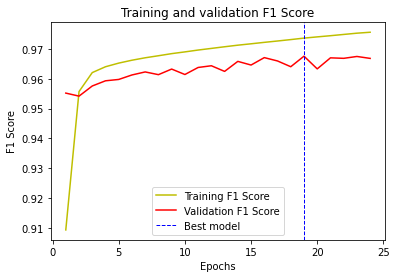 Training and validation F1 Score
F1 Score
0.97
0.96
0.95
0.94
0.93
0.92
0.91
Training F1 Score
Validation F1 Score
Best model
0
5
10
15
20
25
Epochs